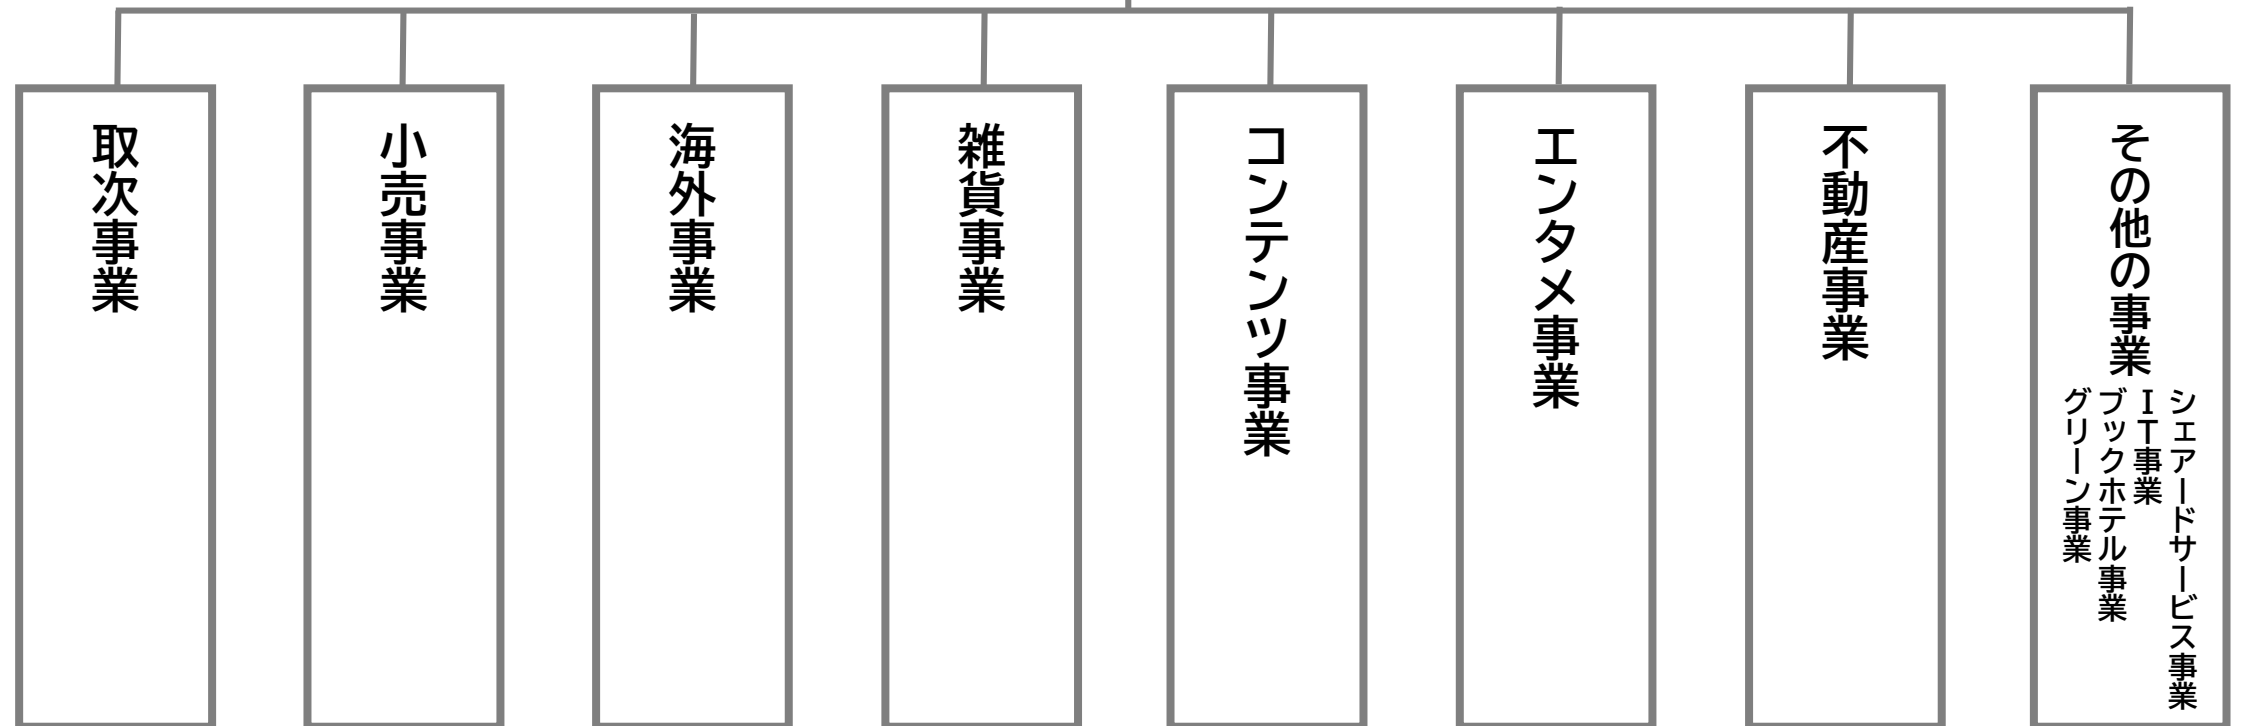 取次事業
小売事業
海外事業
雑貨事業
コンテンツ事業
エンタメ事業
不動産事業
その他の事業
シェアードサービス事業
ＩＴ事業
ブックホテル事業
グリーン事業